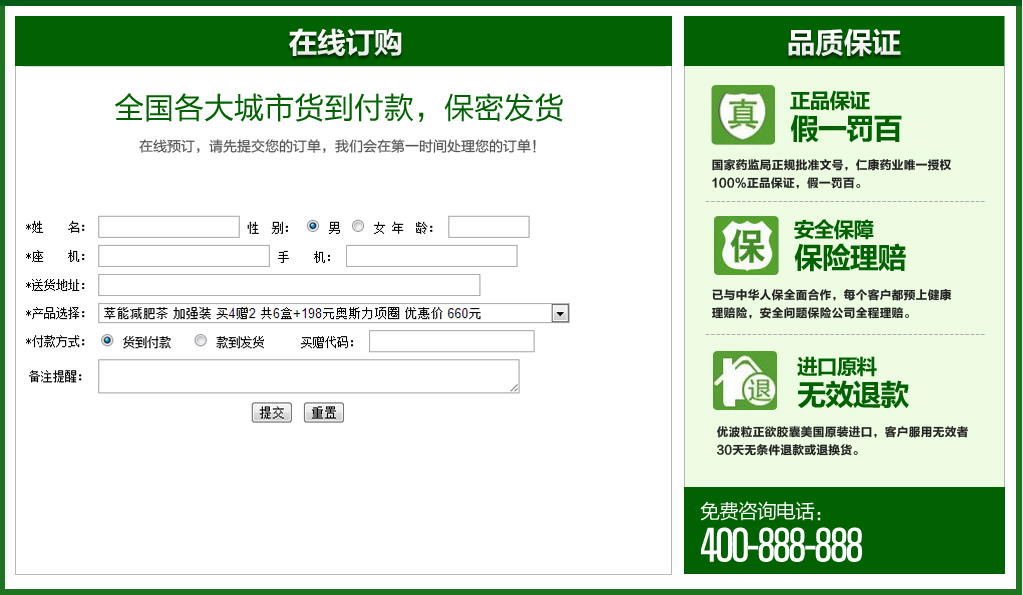 在线订购
全国各大城市货到付款，保密发货
在线预订，请先提交您的订单，我们会在第一时间处理您的订单！
*姓 名： 性 别： 男 女 年 龄：
*座 机： 手 机：
*送货地址：
*产品选择： 萃能减肥茶 加强装 买4赠2 共6盒+198元奥斯力项圈 优惠价 660元
*付款方式： 货到付款 款到发货 买赠代码：
备注提醒：
提交 重置
品质保证
真
正品保证
假一罚百
国家药监局正规批准文号，仁康药业唯一授权
100%正品保证，假一罚百。
保
安全保障
保险理赔
已与中华人保全面合作，每个客户都预上健康
理赔险，安全问题保险公司全程理赔。
退
进口原料
无效退款
优波粒正欲胶囊美国原装进口，客户服用无效者
30天无条件退款或退换货。
免费咨询电话：
400-888-888